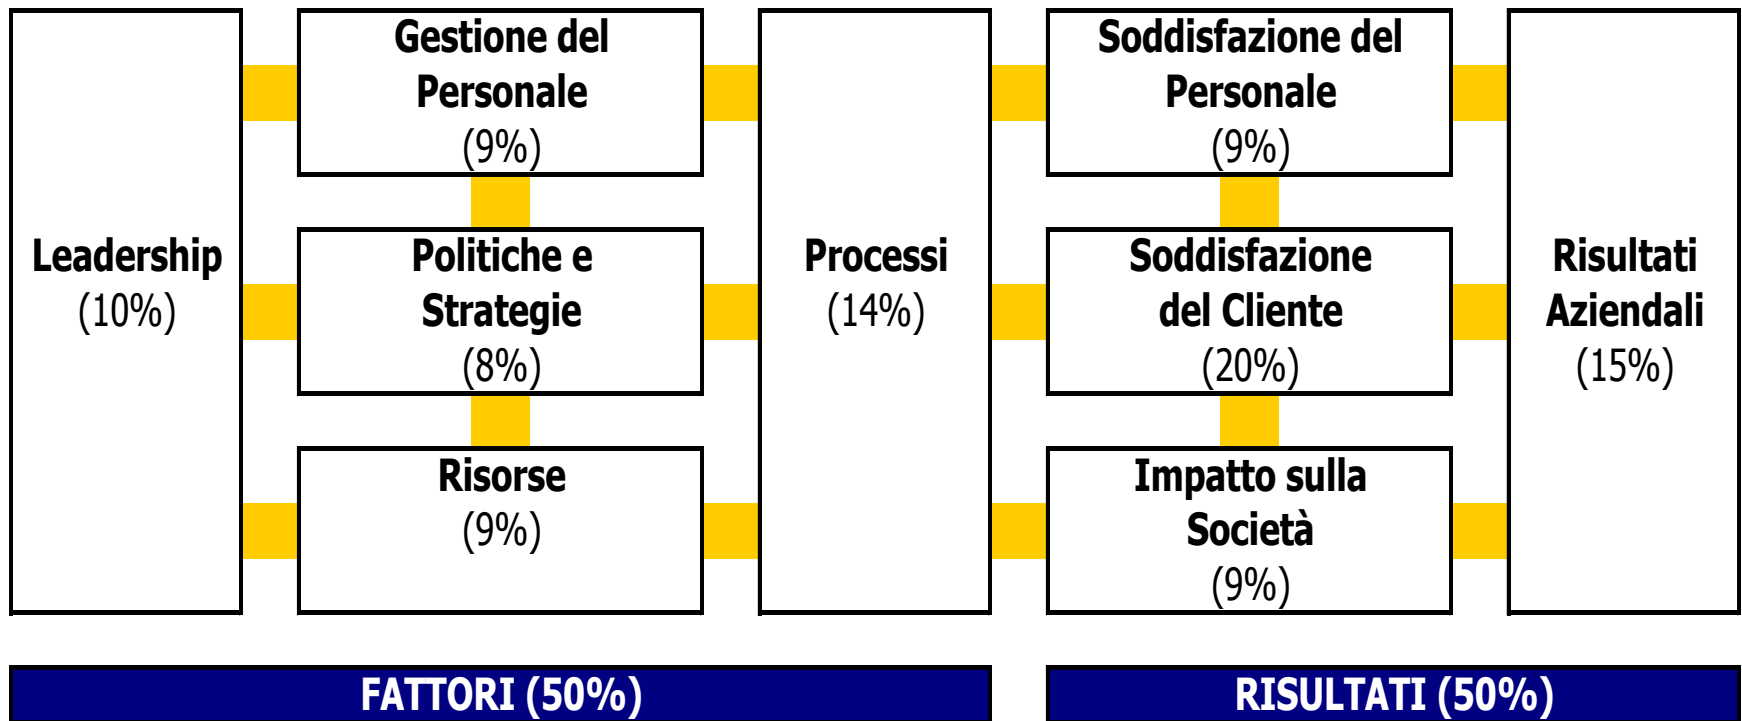 Leadership
(10%)
Gestione del
Personale
(9%)
Politiche e
Strategie
(8%)
Risorse
(9%)
Processi
(14%)
Soddisfazione del
Personale
(9%)
Soddisfazione
del Cliente
(20%)
Impatto sulla
Società
(9%)
Risultati
Aziendali
(15%)
FATTORI (50%)
RISULTATI (50%)